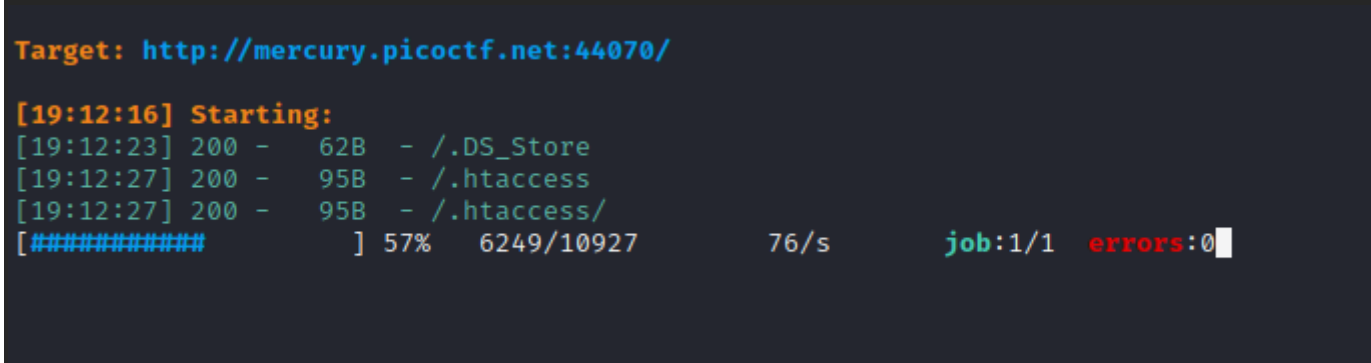 Target: http://mercury.picoctf.net:44070/
[19:12:16] Starting:
[19:12:23] 200 -   62B  - /.DS_Store
[19:12:27] 200 -   95B  - /.htaccess
[19:12:27] 200 -   95B  - /.htaccess/
[###########         ] 57%   6249/10927        76/s       job:1/1  errors:0